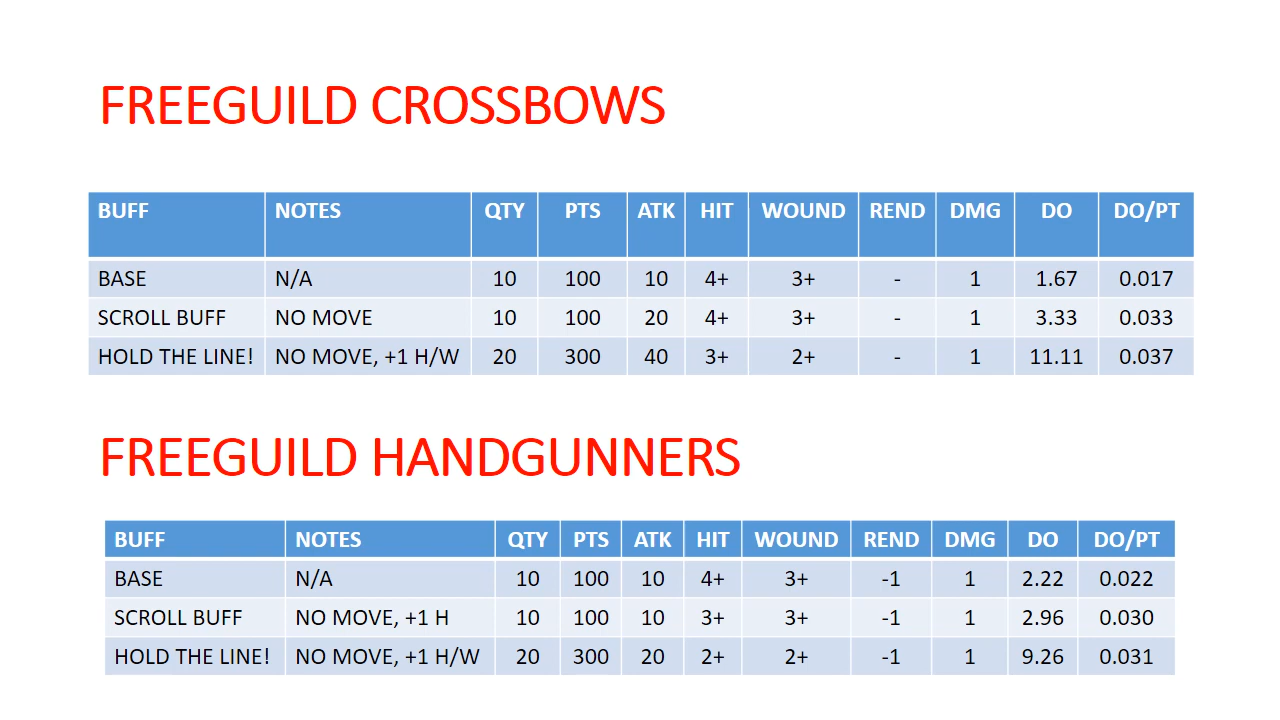 FREEGUILD CROSSBOWS
BUFF NOTES QTY PTS ATK HIT WOUND REND DMG DO DO/PT
BASE N/A 10 100 10 4+ 3+ - 1 1.67 0.017
SCROLL BUFF NO MOVE 10 100 20 4+ 3+ - 1 3.33 0.033
HOLD THE LINE! NO MOVE, +1 H/W 20 300 40 3+ 2+ - 1 11.11 0.037
FREEGUILD HANDGUNNERS
BUFF NOTES QTY PTS ATK HIT WOUND REND DMG DO DO/PT
BASE N/A 10 100 10 4+ 3+ -1 1 2.22 0.022
SCROLL BUFF NO MOVE, +1 H 10 100 10 3+ 3+ -1 1 2.96 0.030
HOLD THE LINE! NO MOVE, +1 H/W 20 300 20 2+ 2+ -1 1 9.26 0.031